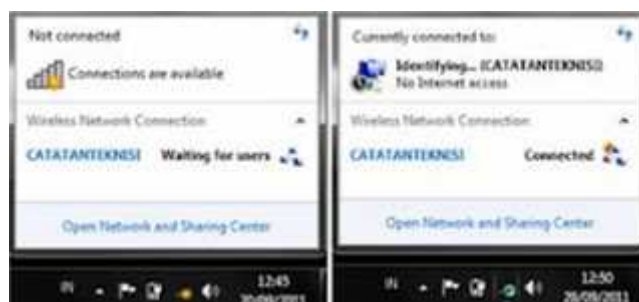 Not connected
Connections are available
Wireless Network Connection
CATATANTEKNISI Waiting for users
Open Network and Sharing Center
IN 12:45
Currently connected to:
Identifying... (CATATANTEKNISI)
No Internet access
Wireless Network Connection
CATATANTEKNISI Connected
Open Network and Sharing Center
IN 12:50